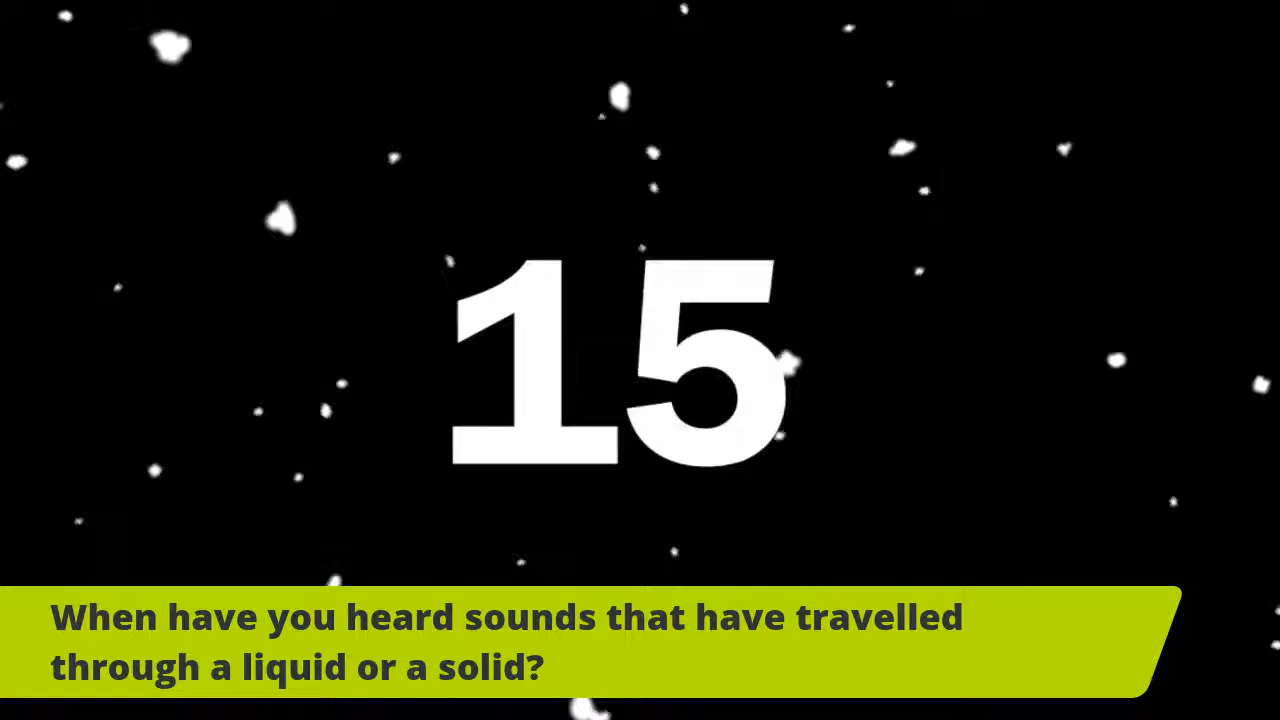 15
When have you heard sounds that have travelled
through a liquid or a solid?